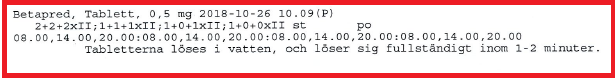 Betapred, Tablett, 0,5 mg 2018-10-26 10.09(P)
2+2+2xII;1+1+1xII;1+0+1xII;1+0+0xII st po
08.00,14.00,20.00:08.00,14.00,20.00:08.00,14.00,20.00:08.00,14.00,20.00
Tabletterna löses i vatten, och löser sig fullständigt inom 1-2 minuter.